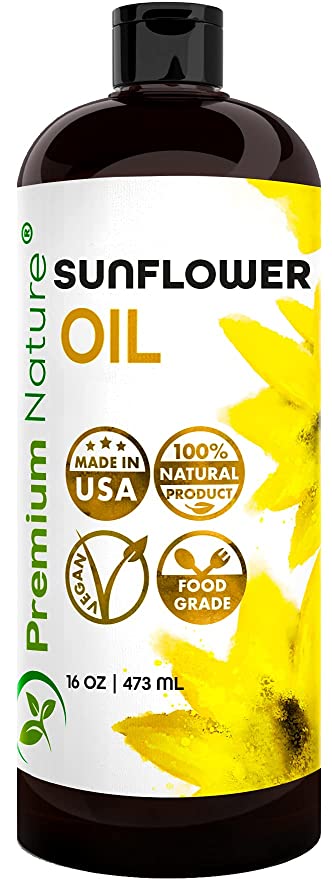 Premium Nature®
SUNFLOWER
OIL
MADE IN
USA
100%
NATURAL
PRODUCT
VEGAN
FOOD
GRADE
16 OZ | 473 ML